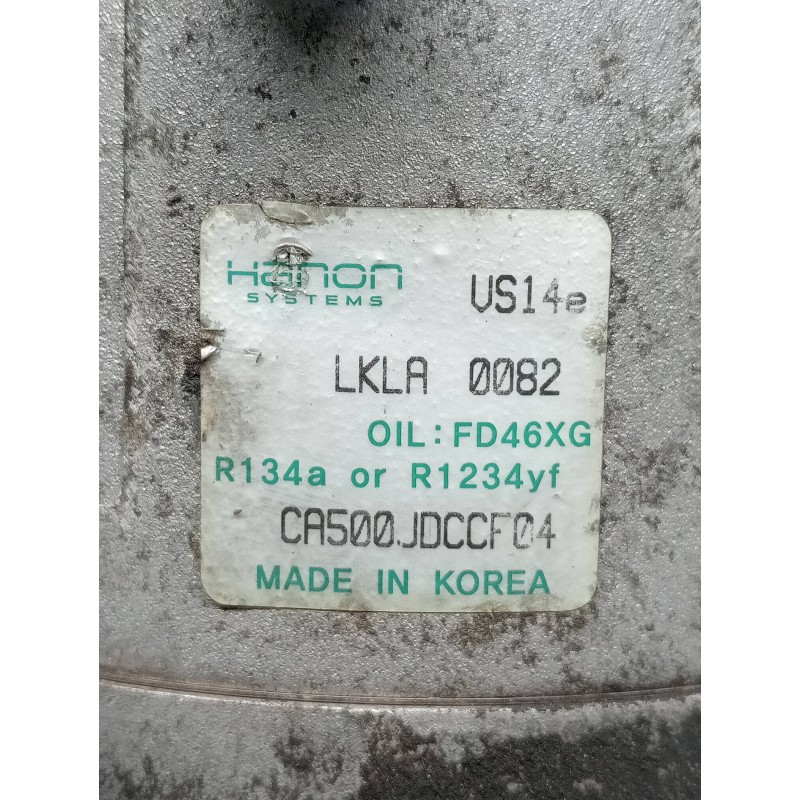 Hanon VS14e
SYSTEMS
LKLA 0082
OIL: FD46XG
R134a or R1234yf
CA500JDCCF04
MADE IN KOREA